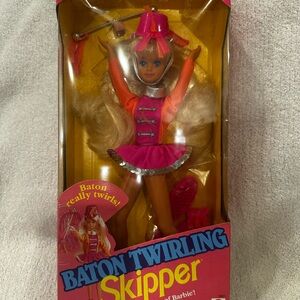 Baton
really twirls!
BATON TWIRLING
Skipper
of Barbie!